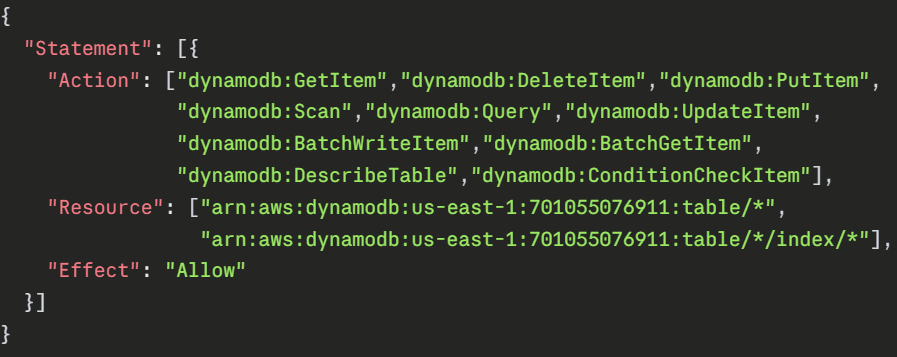 {
  "Statement": [{
    "Action": ["dynamodb:GetItem","dynamodb:DeleteItem","dynamodb:PutItem",
               "dynamodb:Scan","dynamodb:Query","dynamodb:UpdateItem",
               "dynamodb:BatchWriteItem","dynamodb:BatchGetItem",
               "dynamodb:DescribeTable","dynamodb:ConditionCheckItem"],
    "Resource": ["arn:aws:dynamodb:us-east-1:701055076911:table/*",
                 "arn:aws:dynamodb:us-east-1:701055076911:table/*/index/*"],
    "Effect": "Allow"
  }]
}